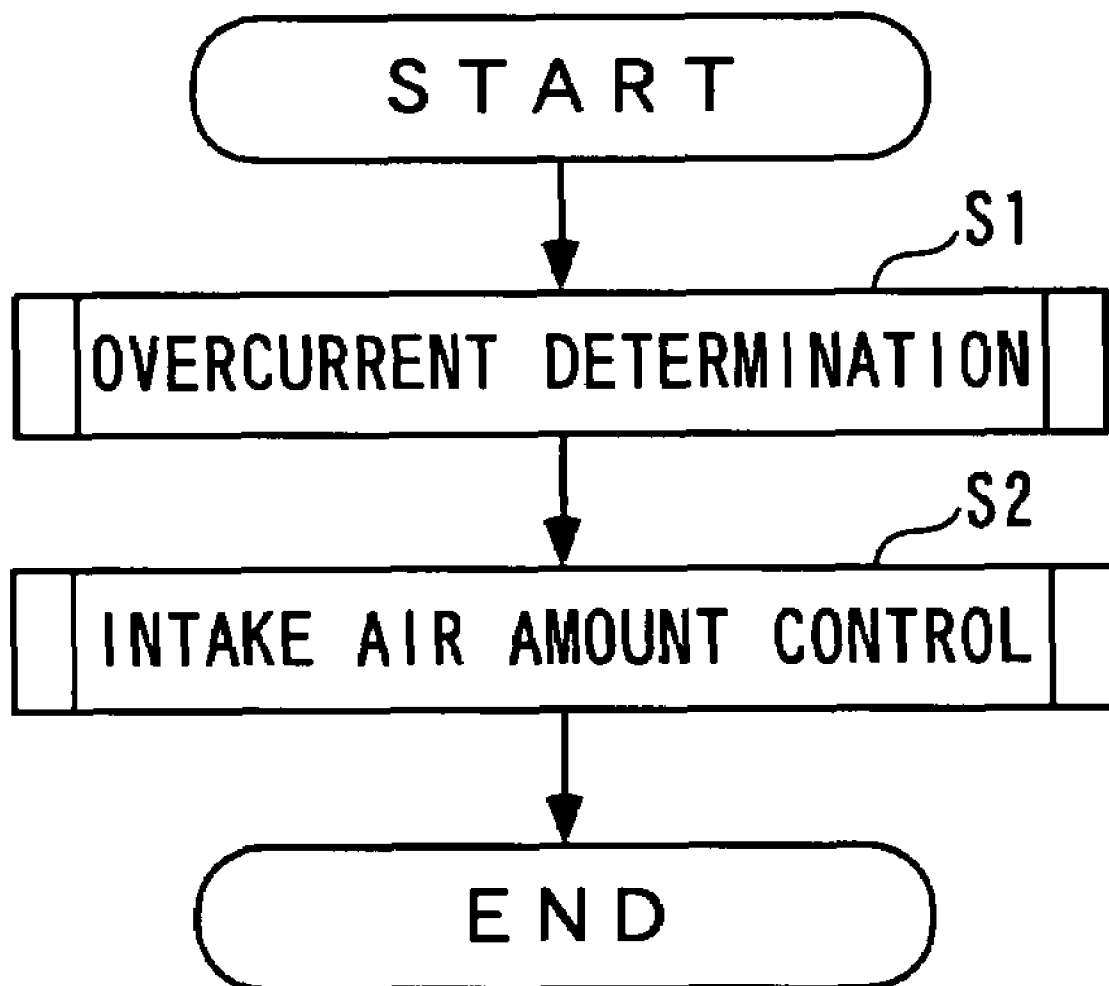 START
S1
OVERCURRENT DETERMINATION
S2
INTAKE AIR AMOUNT CONTROL
END